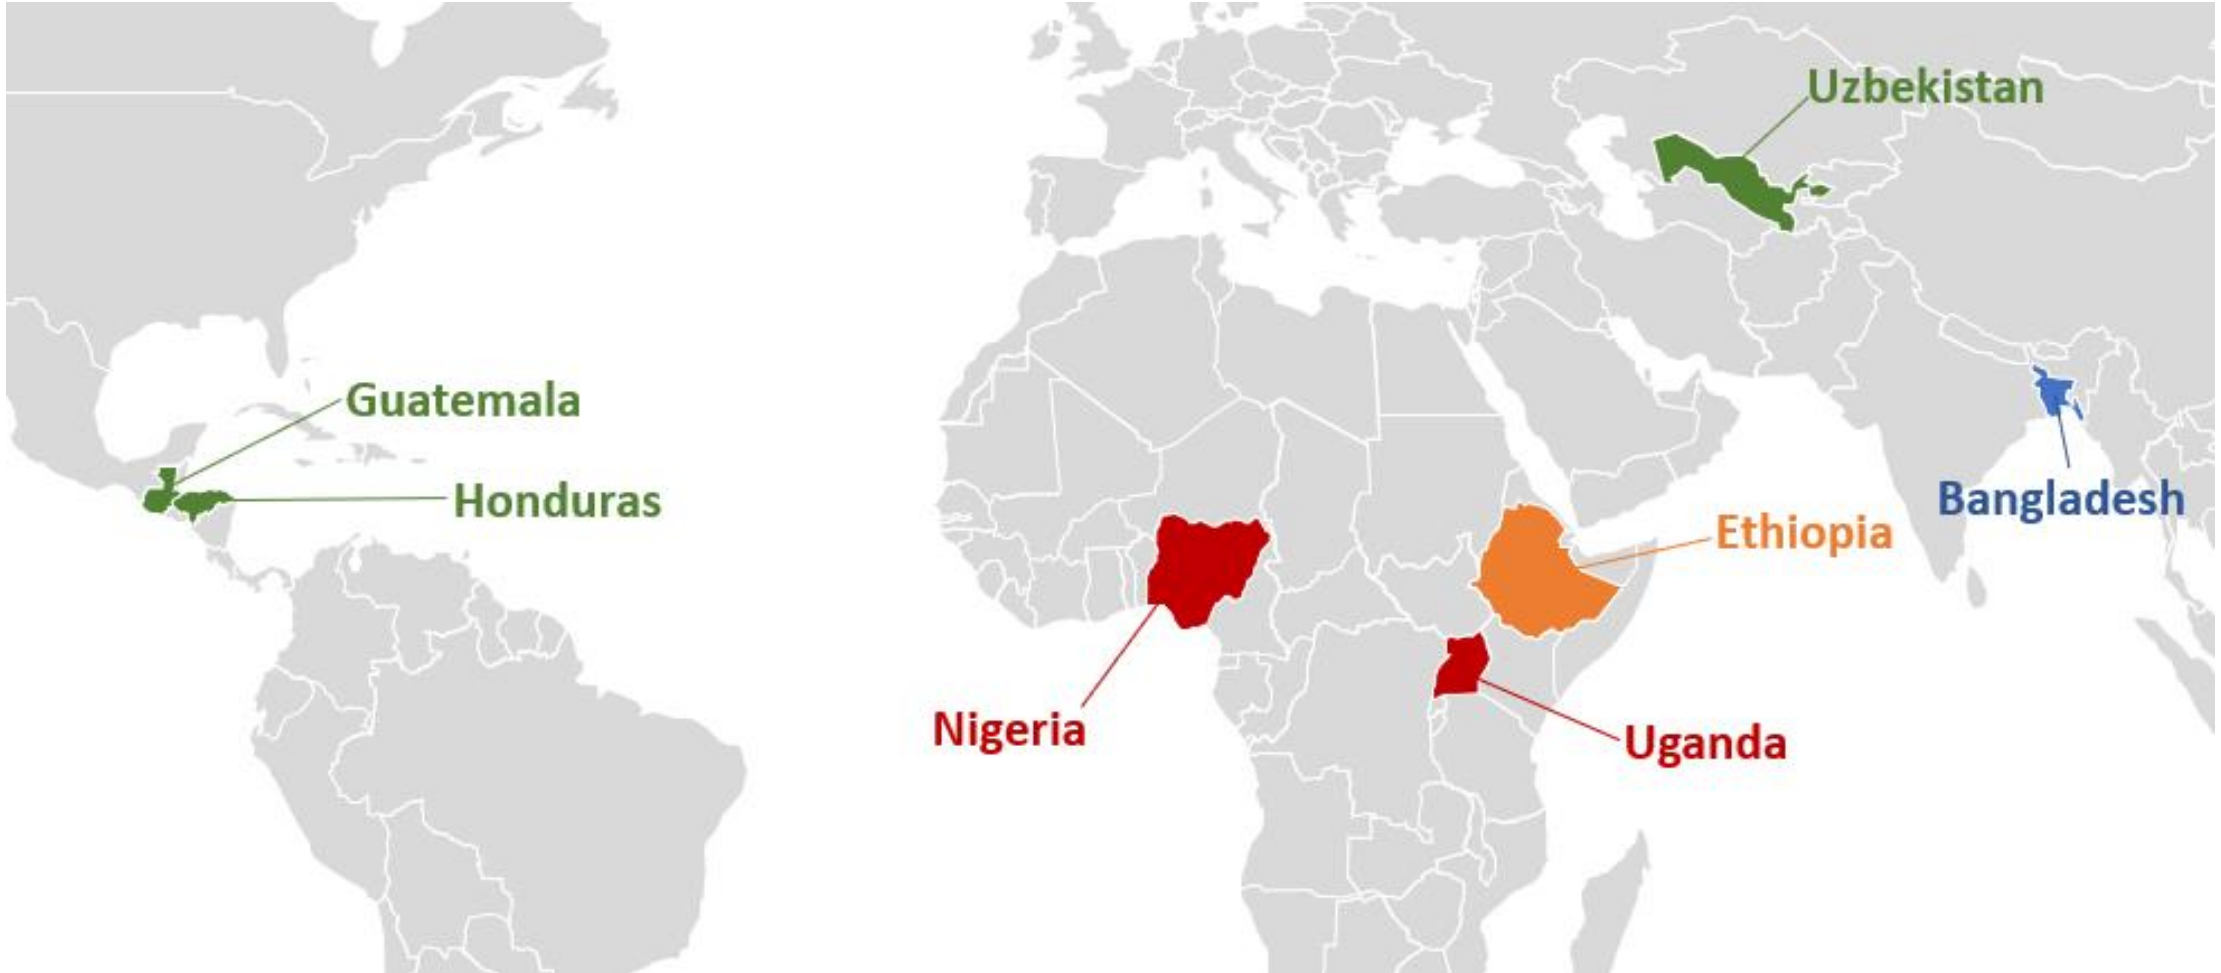 Uzbekistan
Guatemala
Honduras
Bangladesh
Ethiopia
Nigeria
Uganda